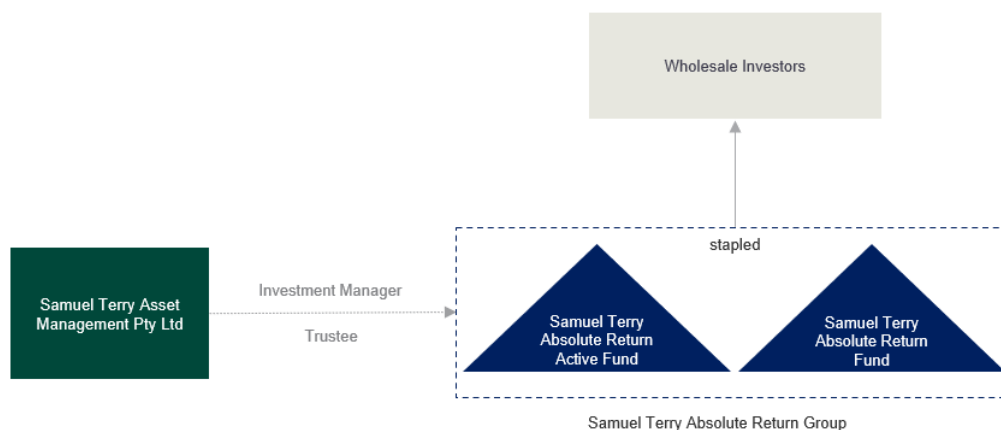 Wholesale Investors
stapled
Samuel Terry Asset
Management Pty Ltd
Investment Manager
Trustee
Samuel Terry
Absolute Return
Active Fund
Samuel Terry
Absolute Return
Fund
Samuel Terry Absolute Return Group